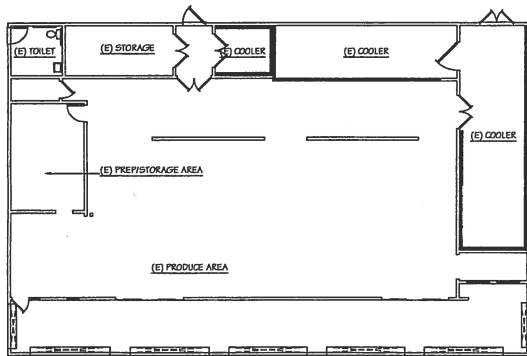 (E) TOILET
(E) STORAGE
(E) COOLER
(E) COOLER
(E) COOLER
(E) PREP/STORAGE AREA
(E) PRODUCE AREA